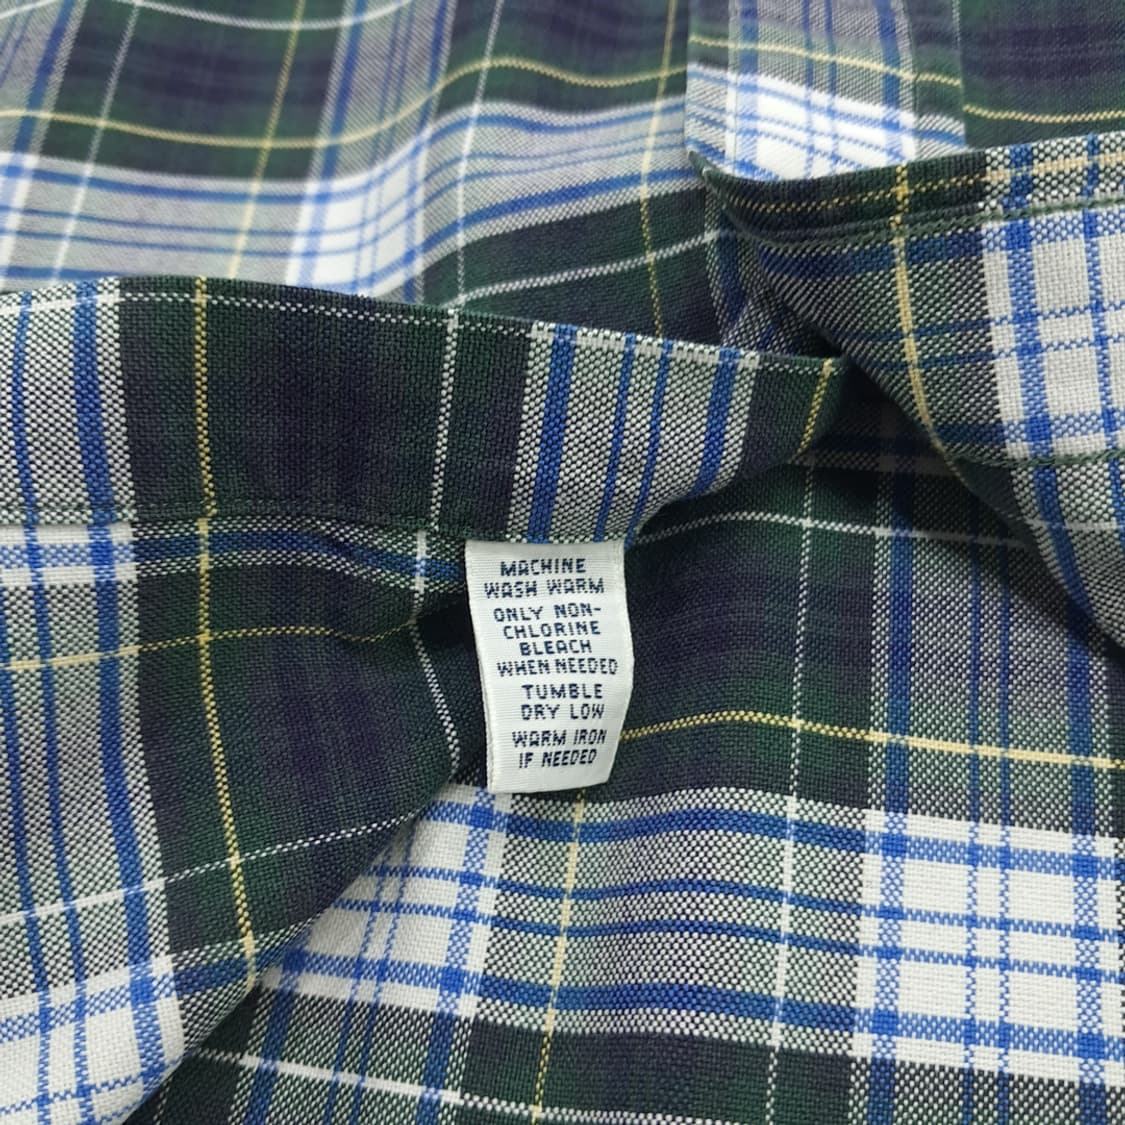 MACHINE
WASH WARM
ONLY NON-
CHLORINE
BLEACH
WHEN NEEDED
TUMBLE
DRY LOW
WARM IRON
IF NEEDED